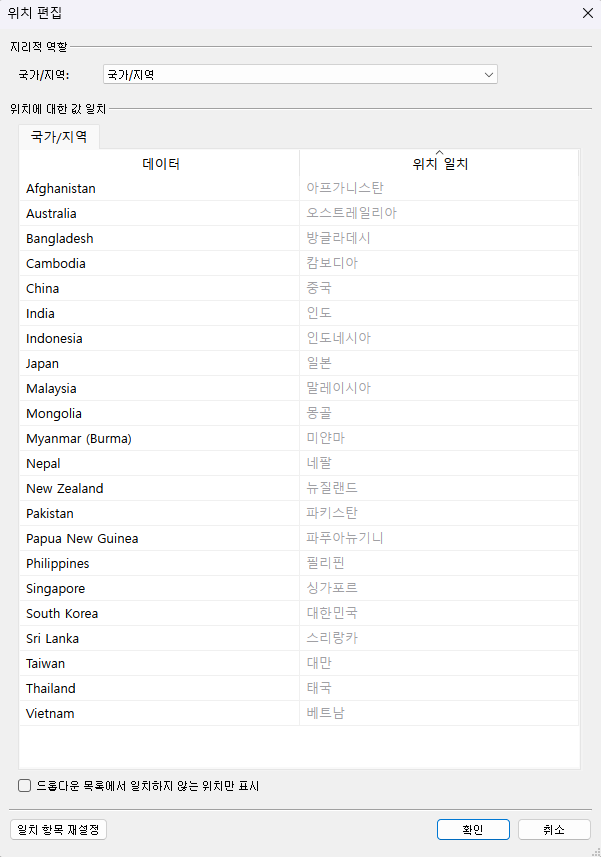 위치 편집
지리적 역할
국가/지역: 국가/지역
위치에 대한 값 일치
국가/지역
데이터 위치 일치
Afghanistan 아프가니스탄
Australia 오스트레일리아
Bangladesh 방글라데시
Cambodia 캄보디아
China 중국
India 인도
Indonesia 인도네시아
Japan 일본
Malaysia 말레이시아
Mongolia 몽골
Myanmar (Burma) 미얀마
Nepal 네팔
New Zealand 뉴질랜드
Pakistan 파키스탄
Papua New Guinea 파푸아뉴기니
Philippines 필리핀
Singapore 싱가포르
South Korea 대한민국
Sri Lanka 스리랑카
Taiwan 대만
Thailand 태국
Vietnam 베트남
드롭다운 목록에서 일치하지 않는 위치만 표시
일치 항목 재설정 확인 취소